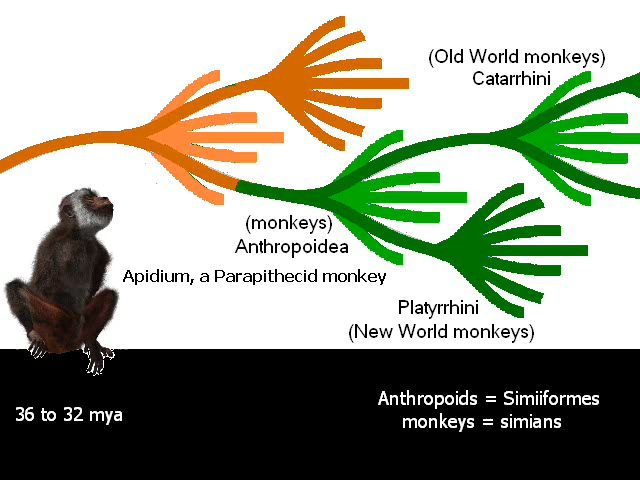 (Old World monkeys)
Catarrhini
(monkeys)
Anthropoidea
Apidium, a Parapithecid monkey
Platyrrhini
(New World monkeys)
36 to 32 mya
Anthropoids = Simiiformes
monkeys = simians